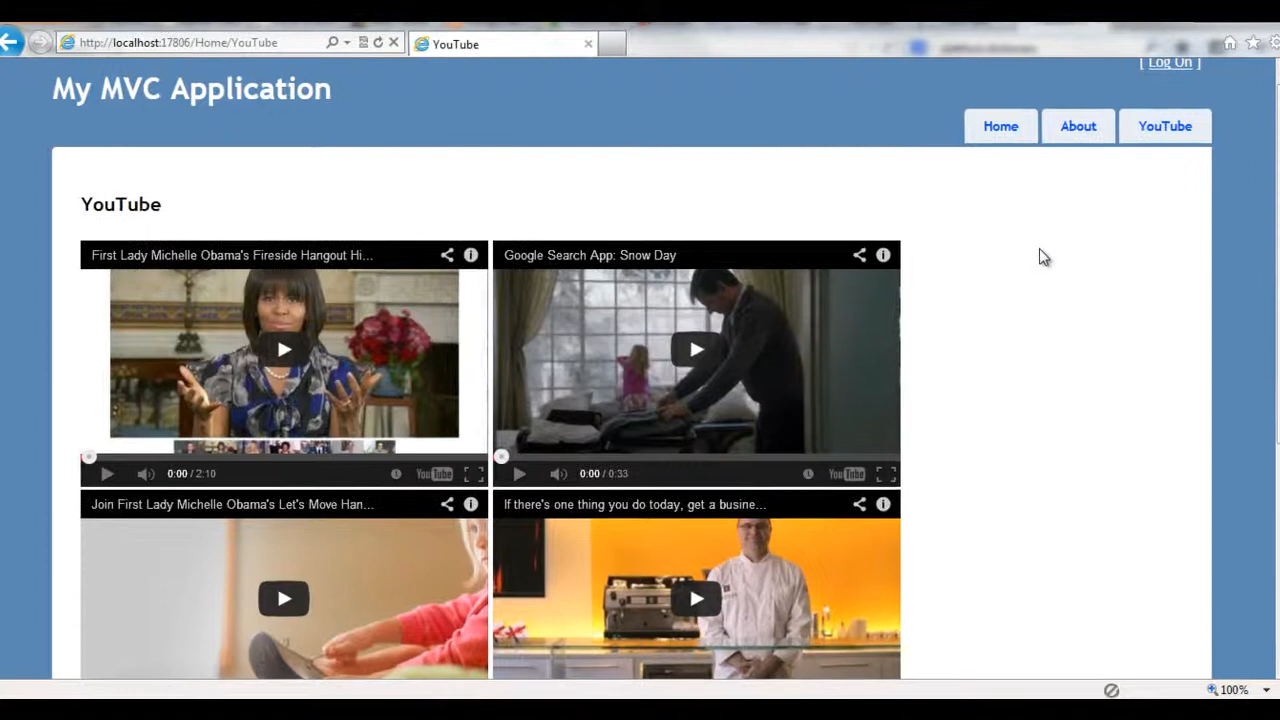 http://localhost:17806/Home/YouTube
YouTube
[ Log On ]
My MVC Application
Home
About
YouTube
YouTube
First Lady Michelle Obama's Fireside Hangout Hi...
Google Search App: Snow Day
0:00 / 2:10
YouTube
0:00 / 0:33
YouTube
Join First Lady Michelle Obama's Let's Move Han...
If there's one thing you do today, get a busine...
100%